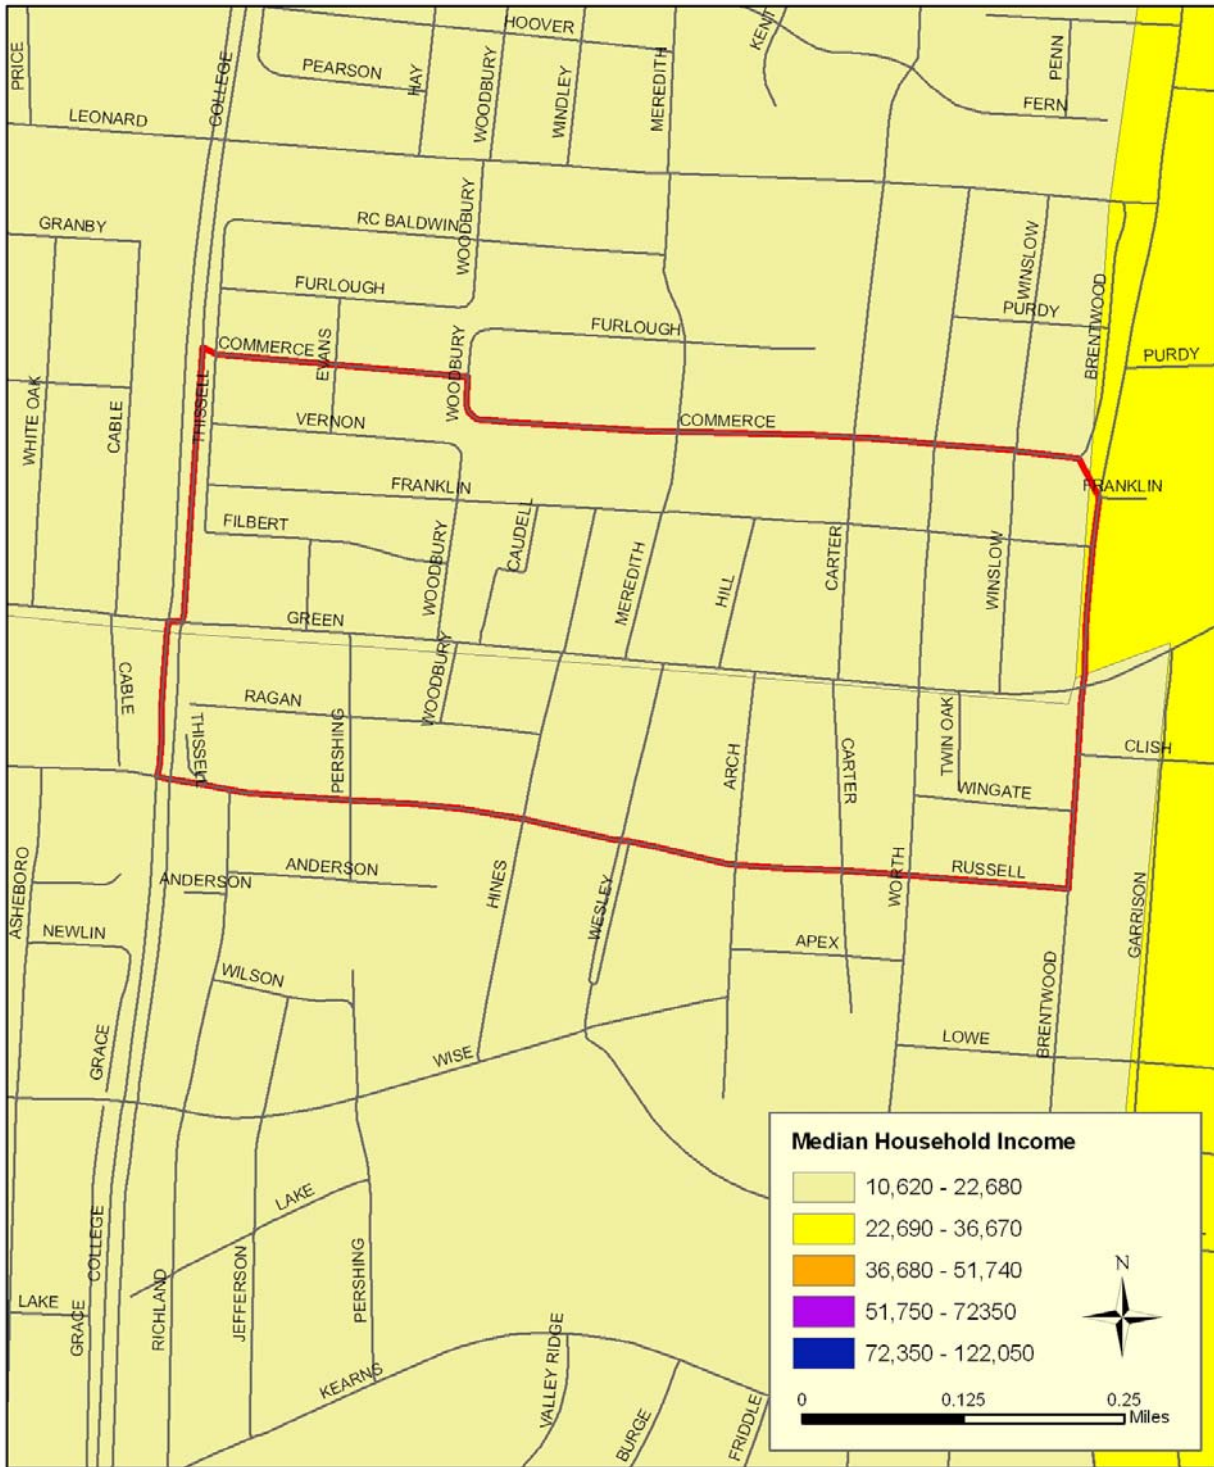 HOOVER
KENT
PRICE
COLLEGE
PEARSON
HAY
WOODBURY
WINDLEY
MEREDITH
PENN
FERN
LEONARD
GRANBY
RC BALDWIN
WOODBURY
WINSLOW
FURLOUGH
PURDY
BRENTWOOD
COMMERCE
EVANS
WOODBURY
FURLOUGH
PURDY
WHITE OAK
CABLE
THISSELL
VERNON
COMMERCE
FRANKLIN
FRANKLIN
FILBERT
WOODBURY
CAUDELL
MEREDITH
HILL
CARTER
WINSLOW
GREEN
CABLE
RAGAN
WOODBURY
THISSELL
PERSHING
ARCH
CARTER
TWIN OAK
CLISH
WINGATE
ASHEBORO
ANDERSON
ANDERSON
HINES
WESLEY
WORTH
RUSSELL
GARRISON
NEWLIN
APEX
WILSON
BRENTWOOD
GRACE
WISE
LOWE
LAKE
COLLEGE
LAKE
GRACE
RICHLAND
JEFFERSON
PERSHING
KEARNS
VALLEY RIDGE
BURGE
FRIDDLE
Median Household Income
10,620 - 22,680
22,690 - 36,670
36,680 - 51,740
51,750 - 72350
72,350 - 122,050
N
0 0.125 0.25
Miles